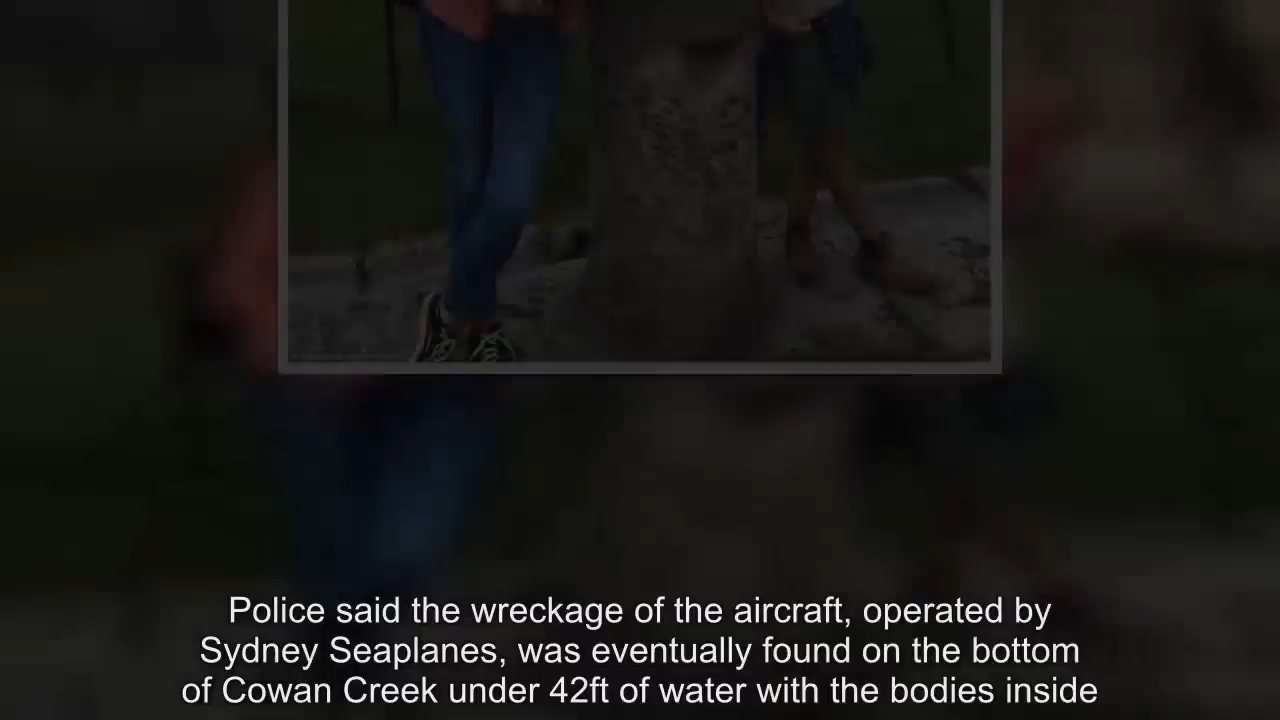 Police said the wreckage of the aircraft, operated by
Sydney Seaplanes, was eventually found on the bottom
of Cowan Creek under 42ft of water with the bodies inside